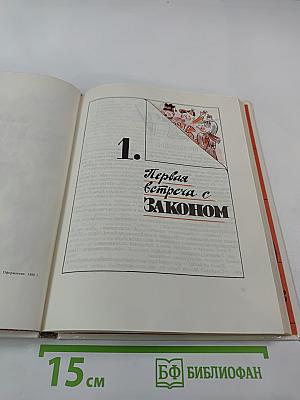 1.
Первая
встреча с
ЗАКОНОМ
15 см
БФ БИБЛИОФАН